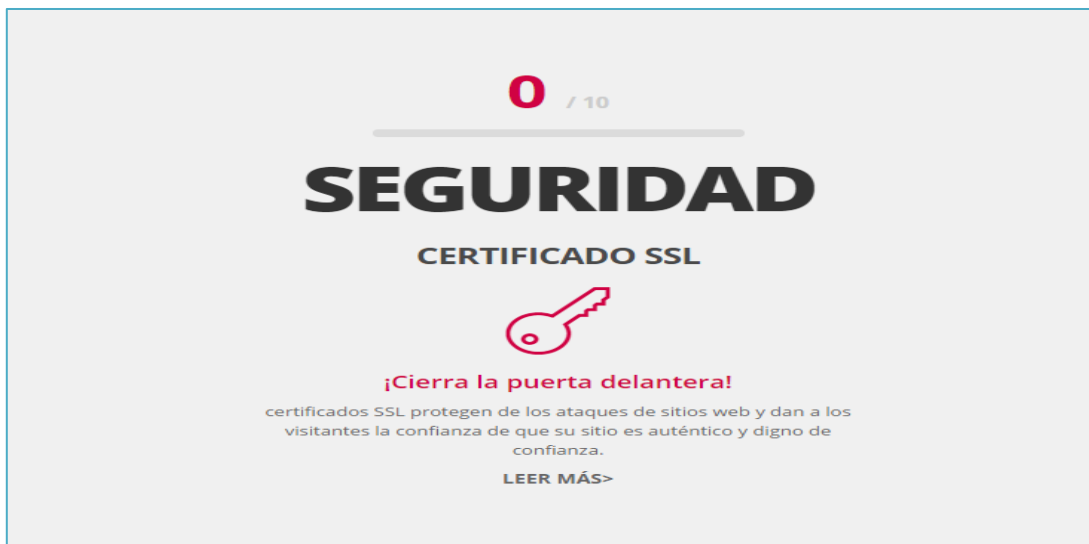 0 / 10
SEGURIDAD
CERTIFICADO SSL
¡Cierra la puerta delantera!
certificados SSL protegen de los ataques de sitios web y dan a los
visitantes la confianza de que su sitio es auténtico y digno de
confianza.
LEER MÁS>